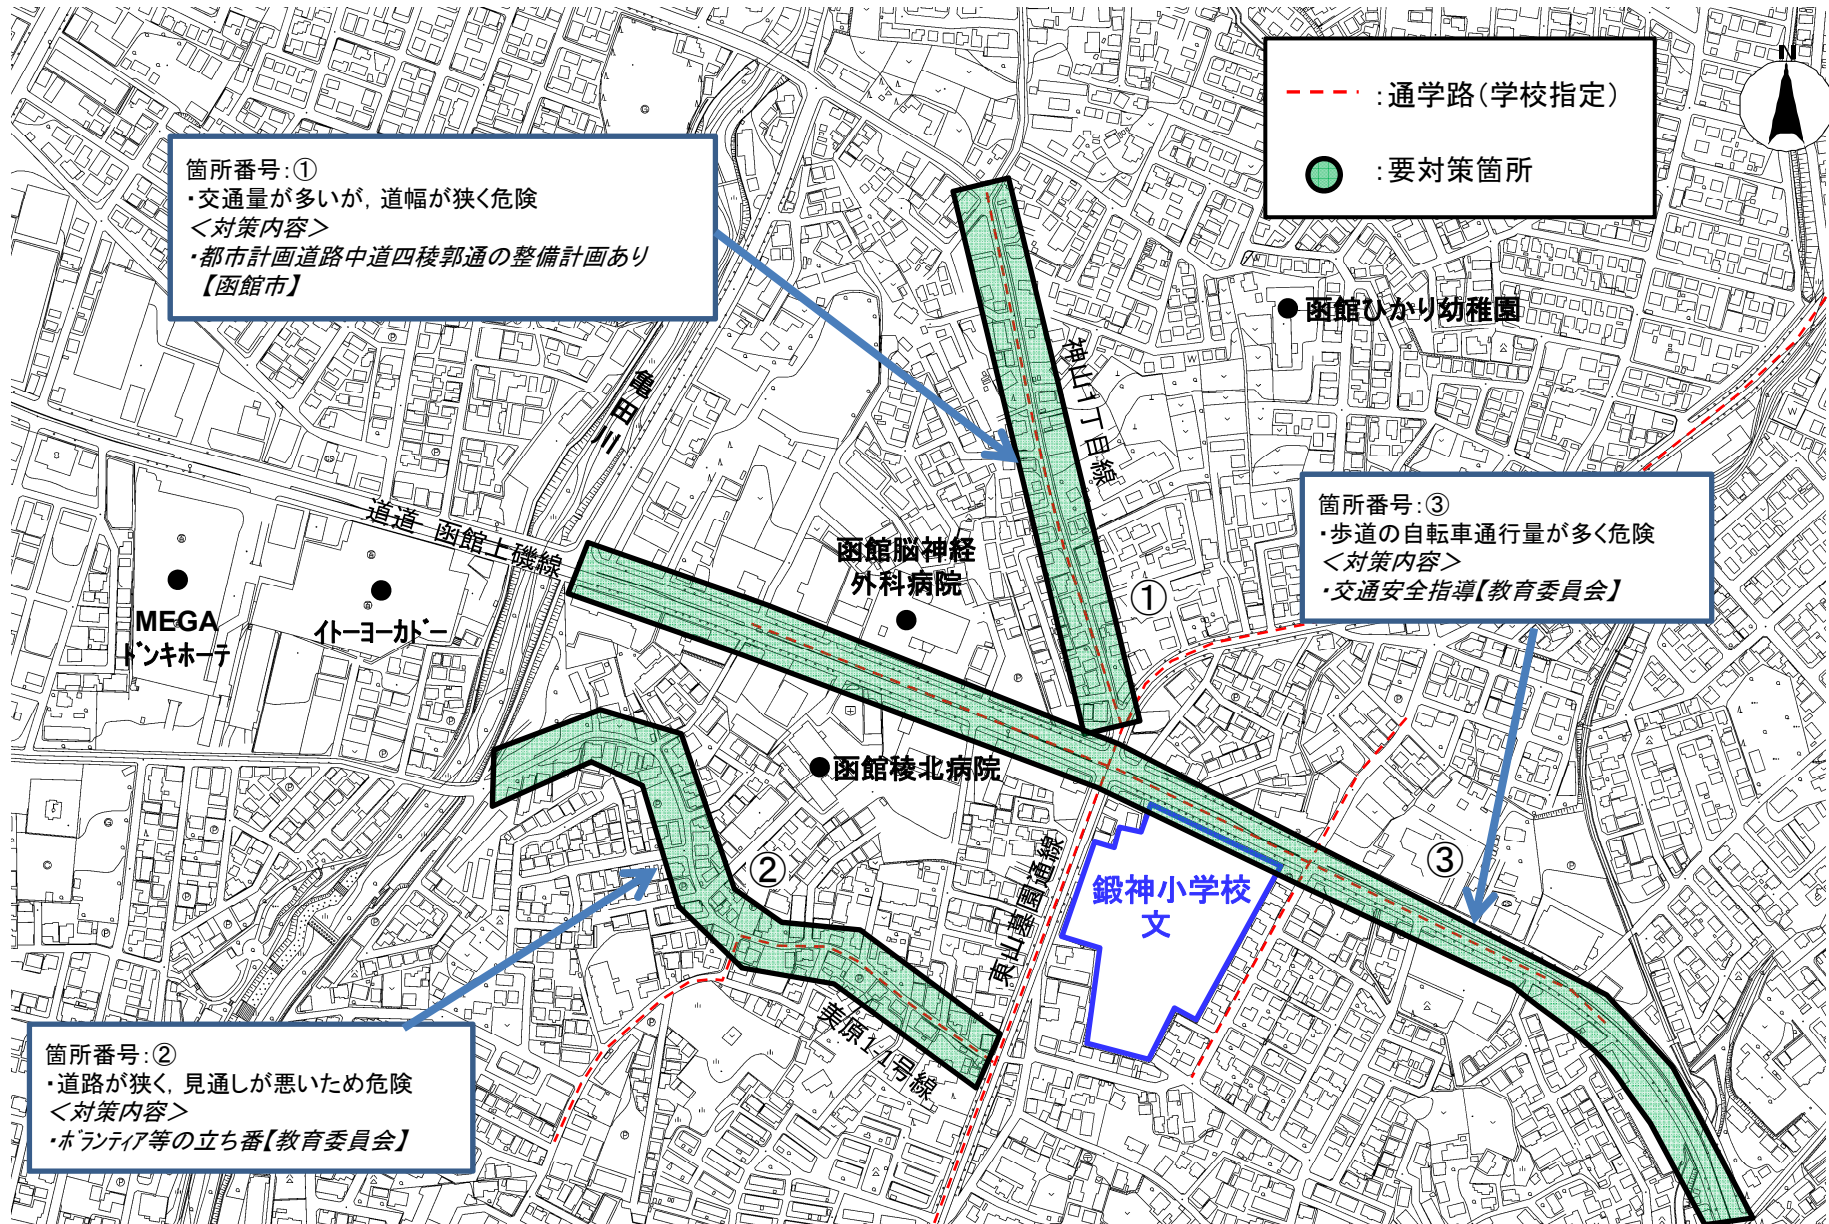 N
：通学路（学校指定）
：要対策箇所
箇所番号：①
・交通量が多いが，道幅が狭く危険
＜対策内容＞
・都市計画道路中道四稜郭通の整備計画あり
【函館市】
函館ひかり幼稚園
亀田川
神山1丁目線
箇所番号：③
・歩道の自転車通行量が多く危険
＜対策内容＞
・交通安全指導【教育委員会】
道道 函館上磯線
函館脳神経
外科病院
①
MEGA
ドンキホーテ
イトーヨーカドー
函館稜北病院
②
③
東山墓園通線
鍛神小学校
文
美原1-1号線
箇所番号：②
・道路が狭く，見通しが悪いため危険
＜対策内容＞
・ボランティア等の立ち番【教育委員会】